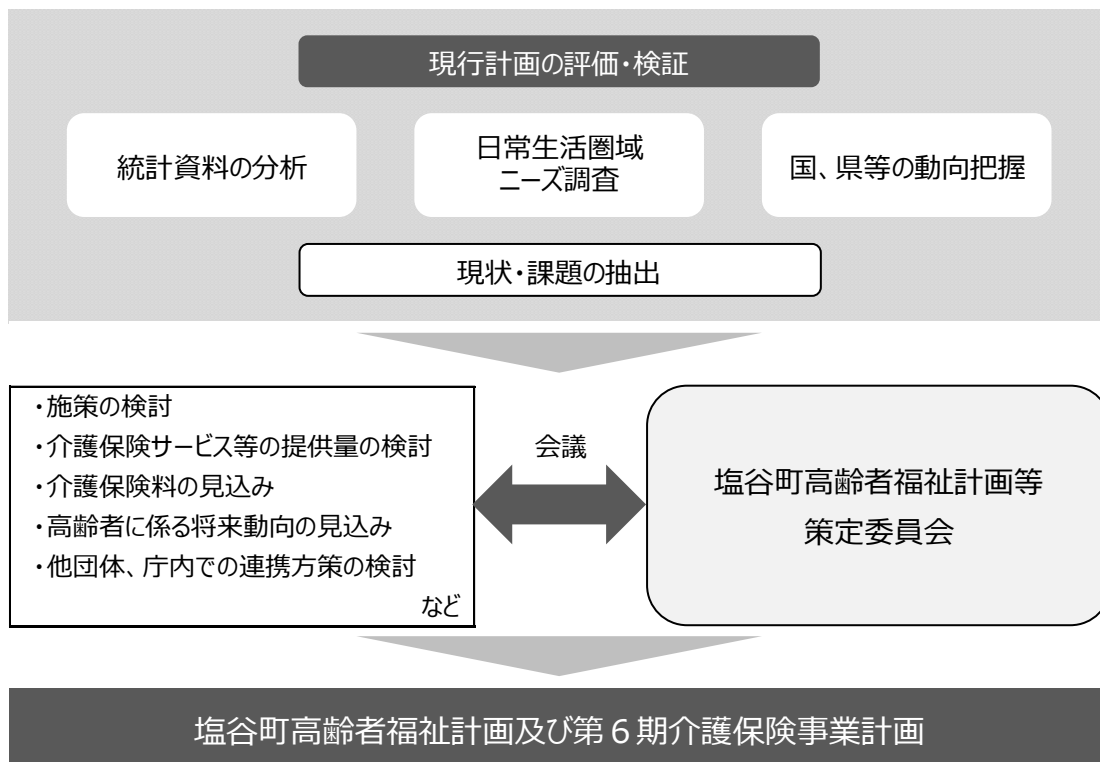 現行計画の評価・検証
統計資料の分析
日常生活圏域
ニーズ調査
国、県等の動向把握
現状・課題の抽出
・施策の検討
・介護保険サービス等の提供量の検討
・介護保険料の見込み
・高齢者に係る将来動向の見込み
・他団体、庁内での連携方策の検討
など
会議
塩谷町高齢者福祉計画等
策定委員会
塩谷町高齢者福祉計画及び第６期介護保険事業計画